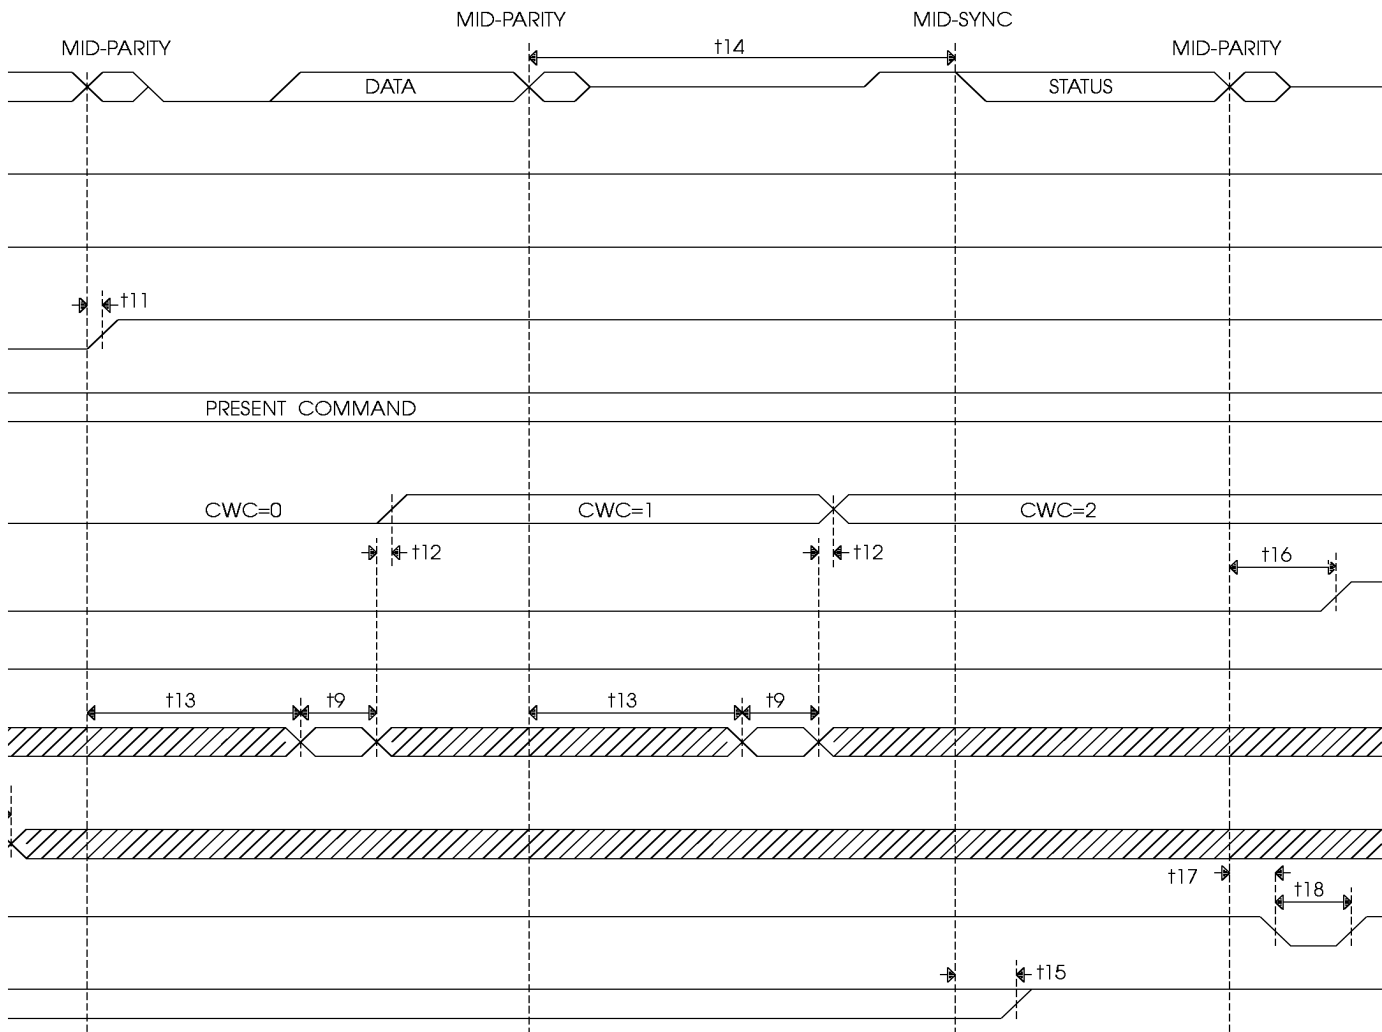 MID-PARITY MID-SYNC
MID-PARITY t14 MID-PARITY
DATA STATUS
t11
PRESENT COMMAND
CWC=0 CWC=1 CWC=2
t12 t12 t16
t13 t9 t13 t9
t17 t18
t15